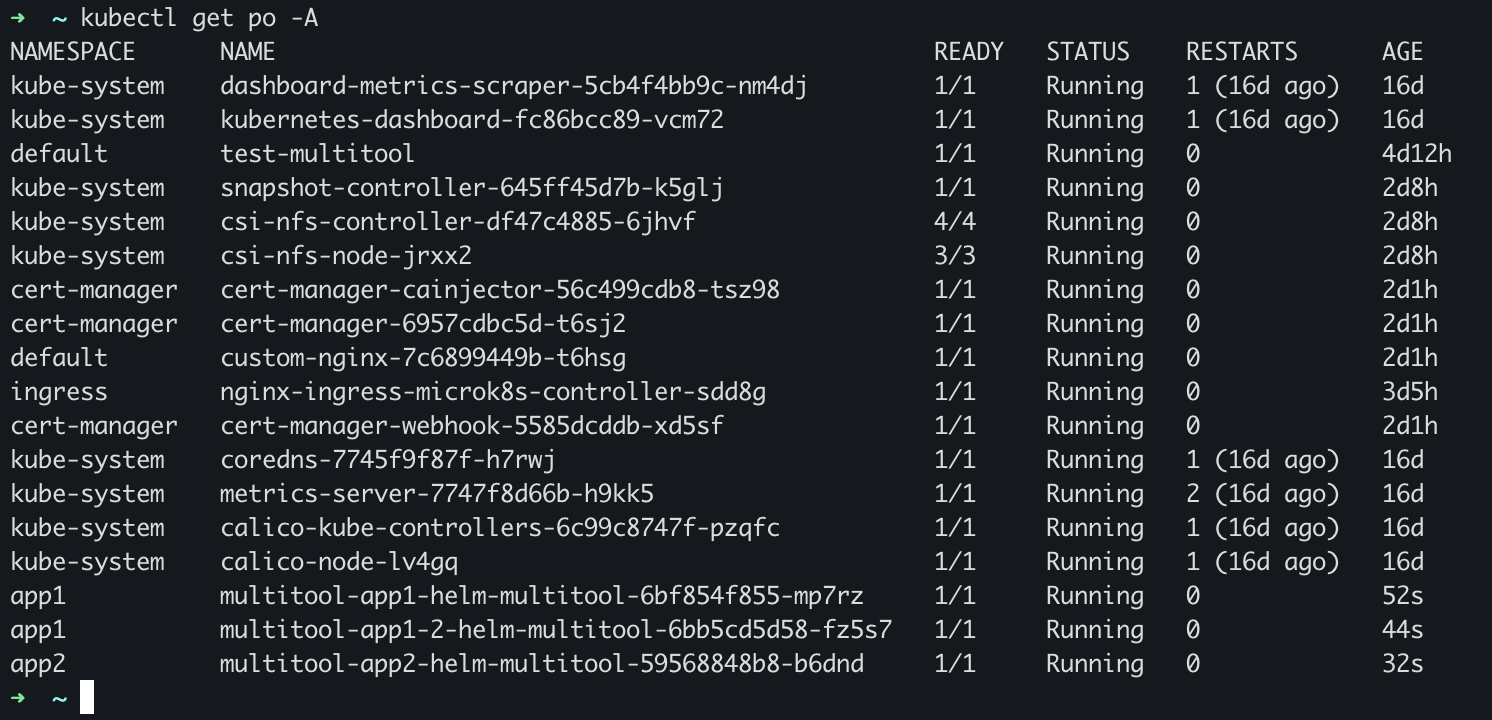 ➜  ~ kubectl get po -A
NAMESPACE      NAME                                               READY   STATUS    RESTARTS      AGE
kube-system    dashboard-metrics-scraper-5cb4f4bb9c-nm4dj         1/1     Running   1 (16d ago)   16d
kube-system    kubernetes-dashboard-fc86bcc89-vcm72               1/1     Running   1 (16d ago)   16d
default        test-multitool                                     1/1     Running   0             4d12h
kube-system    snapshot-controller-645ff45d7b-k5glj               1/1     Running   0             2d8h
kube-system    csi-nfs-controller-df47c4885-6jhvf                 4/4     Running   0             2d8h
kube-system    csi-nfs-node-jrxx2                                 3/3     Running   0             2d8h
cert-manager   cert-manager-cainjector-56c499cdb8-tsz98           1/1     Running   0             2d1h
cert-manager   cert-manager-6957cdbc5d-t6sj2                      1/1     Running   0             2d1h
default        custom-nginx-7c6899449b-t6hsg                      1/1     Running   0             2d1h
ingress        nginx-ingress-microk8s-controller-sdd8g            1/1     Running   0             3d5h
cert-manager   cert-manager-webhook-5585dcddb-xd5sf               1/1     Running   0             2d1h
kube-system    coredns-7745f9f87f-h7rwj                           1/1     Running   1 (16d ago)   16d
kube-system    metrics-server-7747f8d66b-h9kk5                    1/1     Running   2 (16d ago)   16d
kube-system    calico-kube-controllers-6c99c8747f-pzqfc           1/1     Running   1 (16d ago)   16d
kube-system    calico-node-lv4gq                                  1/1     Running   1 (16d ago)   16d
app1           multitool-app1-helm-multitool-6bf854f855-mp7rz     1/1     Running   0             52s
app1           multitool-app1-2-helm-multitool-6bb5cd5d58-fz5s7   1/1     Running   0             44s
app2           multitool-app2-helm-multitool-59568848b8-b6dnd     1/1     Running   0             32s
➜  ~